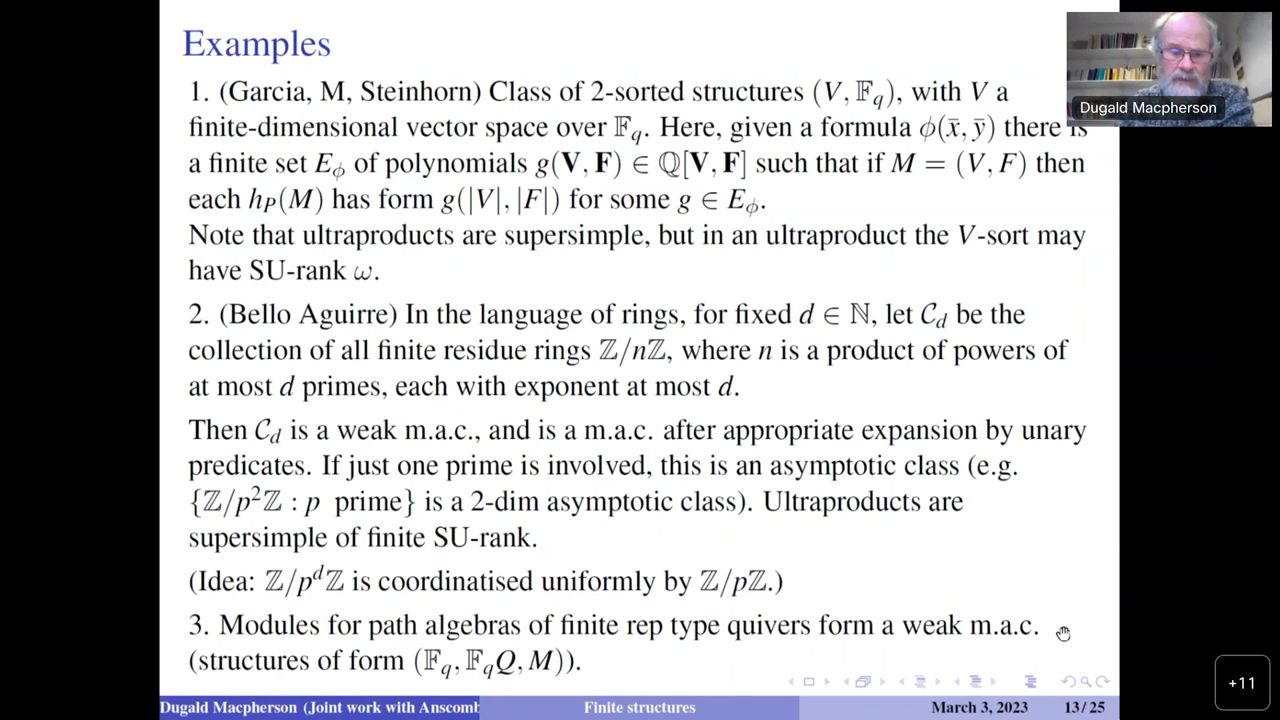 Examples
1. (Garcia, M, Steinhorn) Class of 2-sorted structures (V, 𝔽_q), with V a
finite-dimensional vector space over 𝔽_q. Here, given a formula ϕ(x̄, ȳ) there is
a finite set E_ϕ of polynomials g(𝐕, 𝐅) ∈ ℚ[𝐕, 𝐅] such that if M = (V, F) then
each h_P(M) has form g(|V|, |F|) for some g ∈ E_ϕ.
Note that ultraproducts are supersimple, but in an ultraproduct the V-sort may
have SU-rank ω.
2. (Bello Aguirre) In the language of rings, for fixed d ∈ ℕ, let 𝒞_d be the
collection of all finite residue rings ℤ/nℤ, where n is a product of powers of
at most d primes, each with exponent at most d.
Then 𝒞_d is a weak m.a.c., and is a m.a.c. after appropriate expansion by unary
predicates. If just one prime is involved, this is an asymptotic class (e.g.
{ℤ/p²ℤ : p prime} is a 2-dim asymptotic class). Ultraproducts are
supersimple of finite SU-rank.
(Idea: ℤ/p^dℤ is coordinatised uniformly by ℤ/pℤ.)
3. Modules for path algebras of finite rep type quivers form a weak m.a.c.
(structures of form (𝔽_q, 𝔽_qQ, M)).
Dugald Macpherson (Joint work with Anscomb
Finite structures
March 3, 2023
13 / 25
Dugald Macpherson
+11